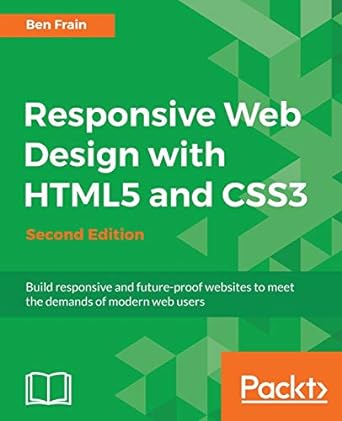 Ben Frain
Responsive Web
Design with
HTML5 and CSS3
Second Edition
Build responsive and future-proof websites to meet
the demands of modern web users
Packt>